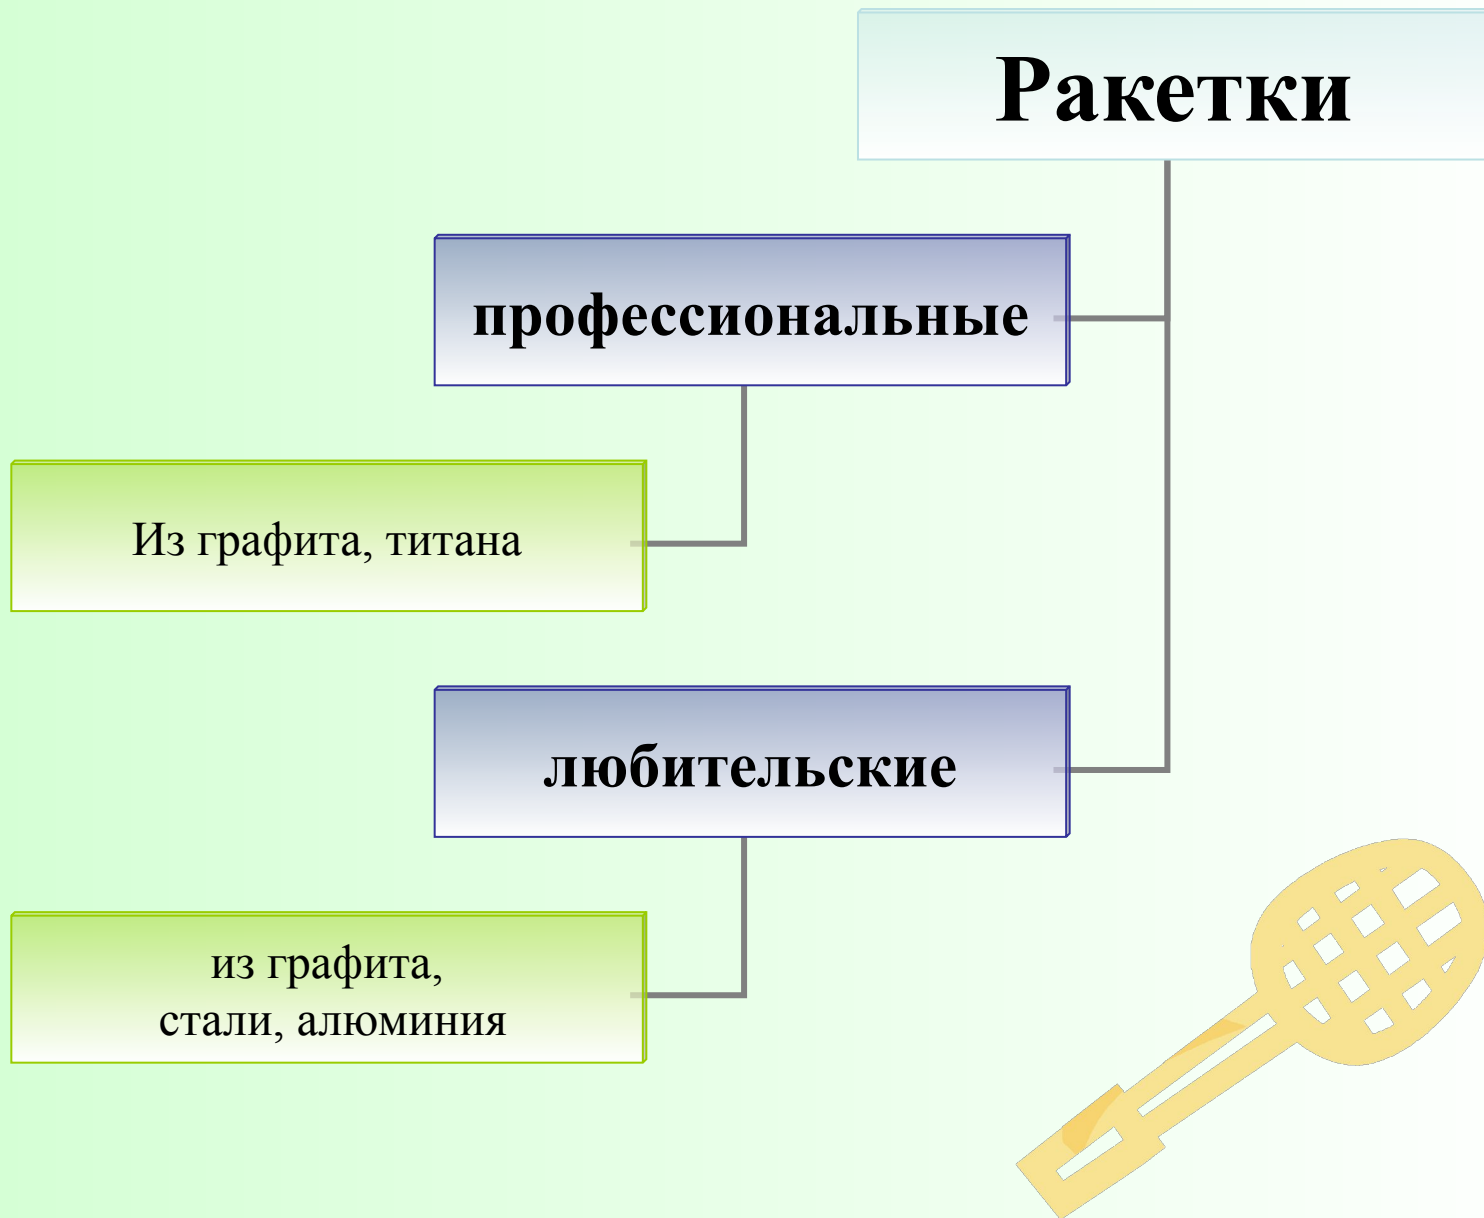 Ракетки
профессиональные
Из графита, титана
любительские
из графита,
стали, алюминия